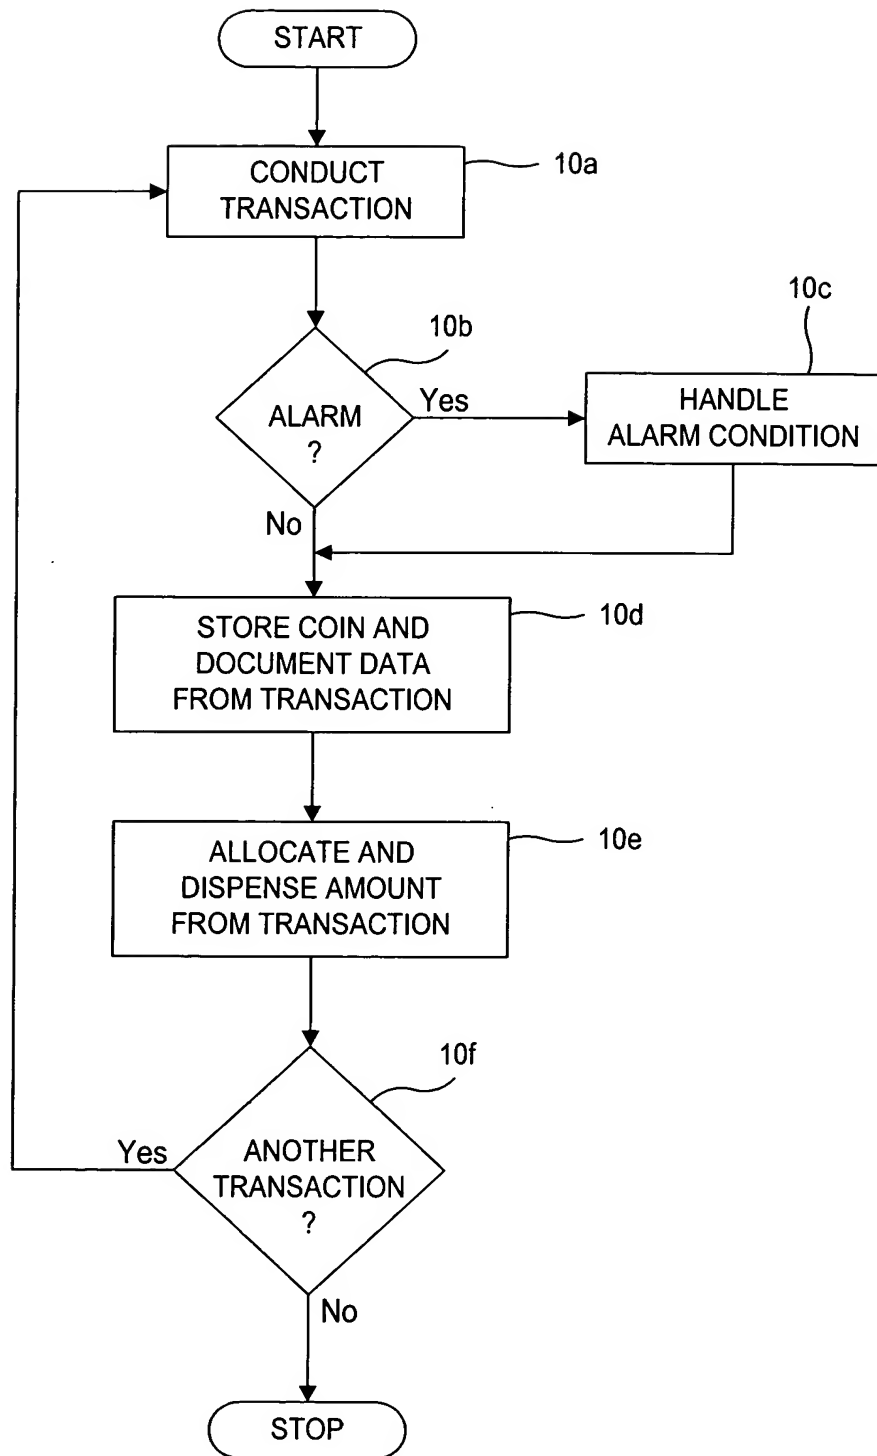 START
CONDUCT
TRANSACTION
10a
10b
10c
ALARM
?
Yes
HANDLE
ALARM CONDITION
No
STORE COIN AND
DOCUMENT DATA
FROM TRANSACTION
10d
ALLOCATE AND
DISPENSE AMOUNT
FROM TRANSACTION
10e
10f
Yes
ANOTHER
TRANSACTION
?
No
STOP